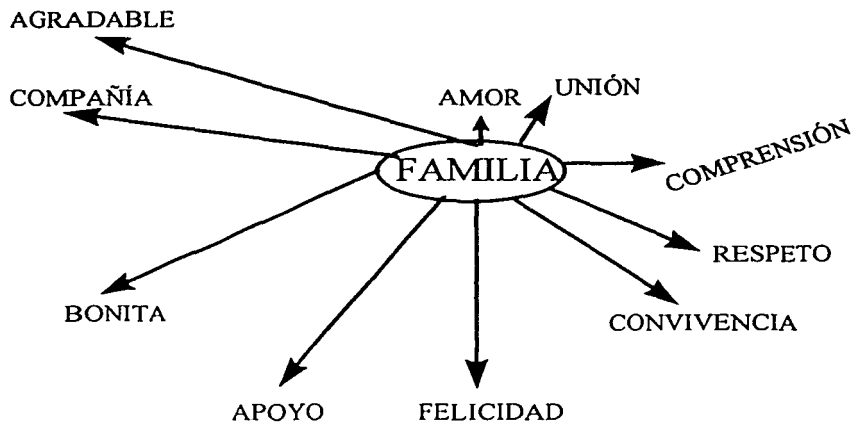 AGRADABLE
COMPAÑÍA
AMOR
UNIÓN
FAMILIA
COMPRENSIÓN
RESPETO
BONITA
CONVIVENCIA
APOYO
FELICIDAD